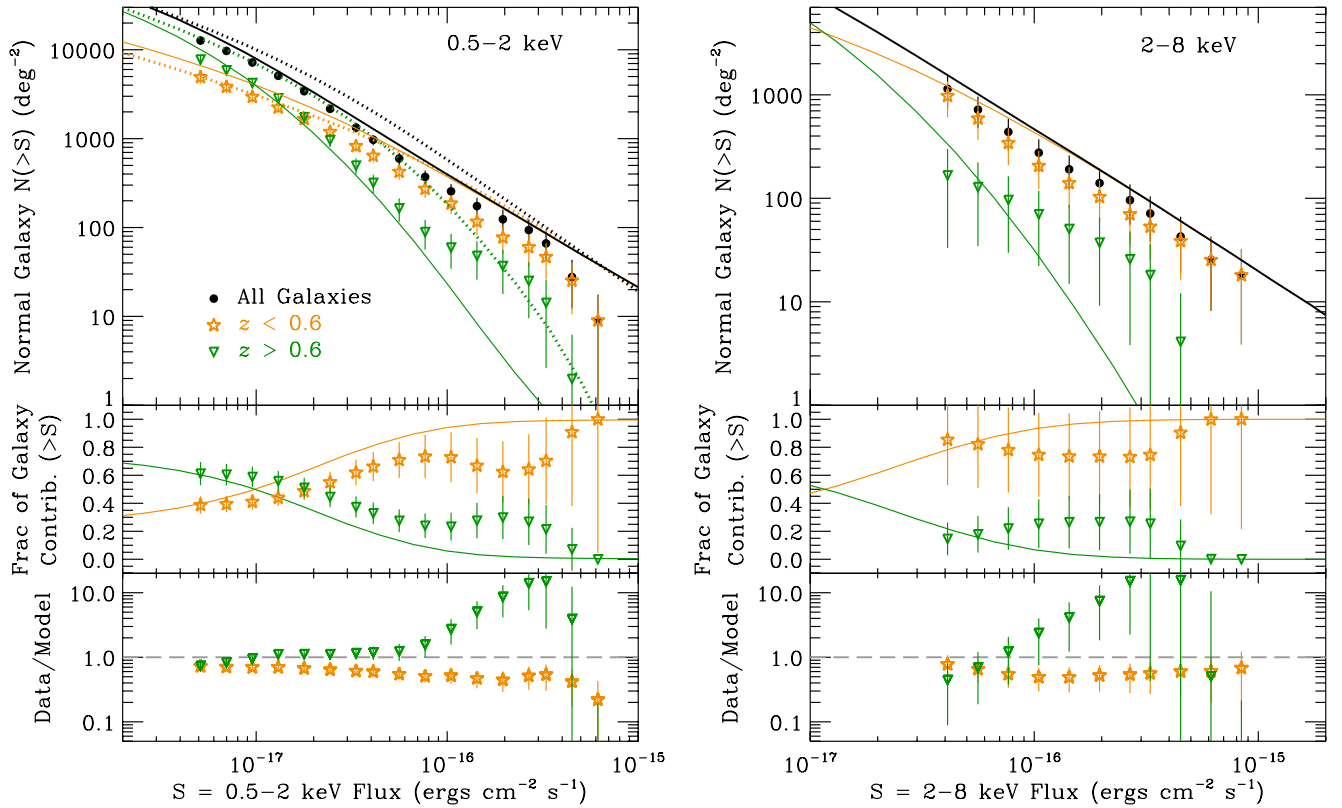 0.5−2 keV
Normal Galaxy N(>S) (deg⁻²)
10000
1000
100
10
1
All Galaxies
z < 0.6
z > 0.6
Frac of Galaxy
Contrib. (>S)
1.0
0.8
0.6
0.4
0.2
0.0
Data/Model
10.0
1.0
0.1
10⁻¹⁷
10⁻¹⁶
10⁻¹⁵
S = 0.5−2 keV Flux (ergs cm⁻² s⁻¹)
2−8 keV
Normal Galaxy N(>S) (deg⁻²)
1000
100
10
1
Frac of Galaxy
Contrib. (>S)
1.0
0.8
0.6
0.4
0.2
0.0
Data/Model
10.0
1.0
0.1
10⁻¹⁷
10⁻¹⁶
10⁻¹⁵
S = 2−8 keV Flux (ergs cm⁻² s⁻¹)